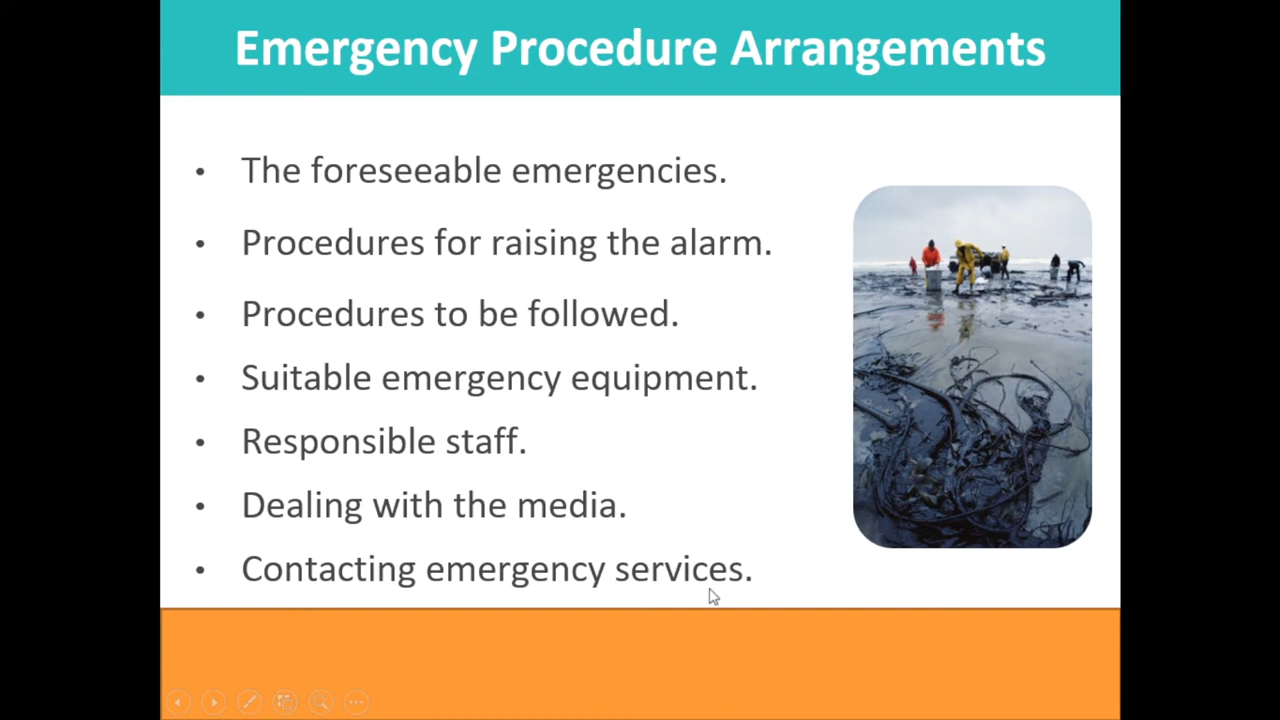 Emergency Procedure Arrangements
• The foreseeable emergencies.
• Procedures for raising the alarm.
• Procedures to be followed.
• Suitable emergency equipment.
• Responsible staff.
• Dealing with the media.
• Contacting emergency services.